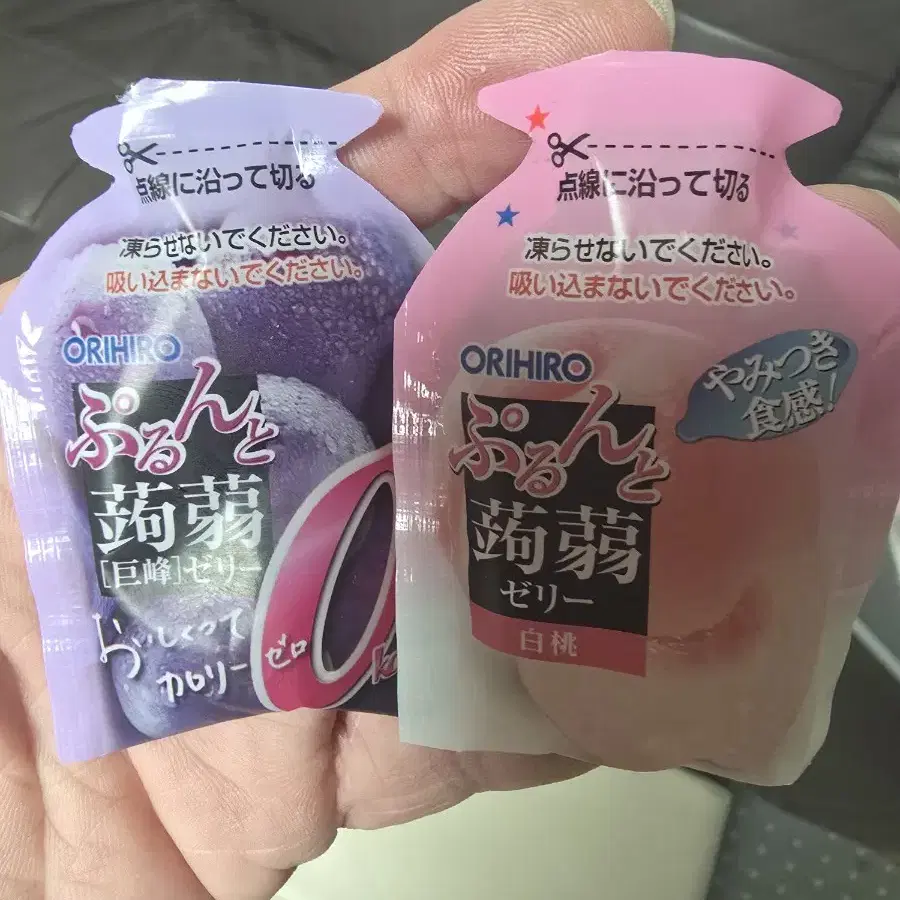 点線に沿って切る
凍らせないでください。
吸い込まないでください。
ORIHIRO
ぷるんと
蒟蒻
[巨峰]ゼリー
おいしくって
カロリーゼロ
0k
点線に沿って切る
凍らせないでください。
吸い込まないでください。
ORIHIRO
やみつき
食感!
ぷるんと
蒟蒻
ゼリー
白桃